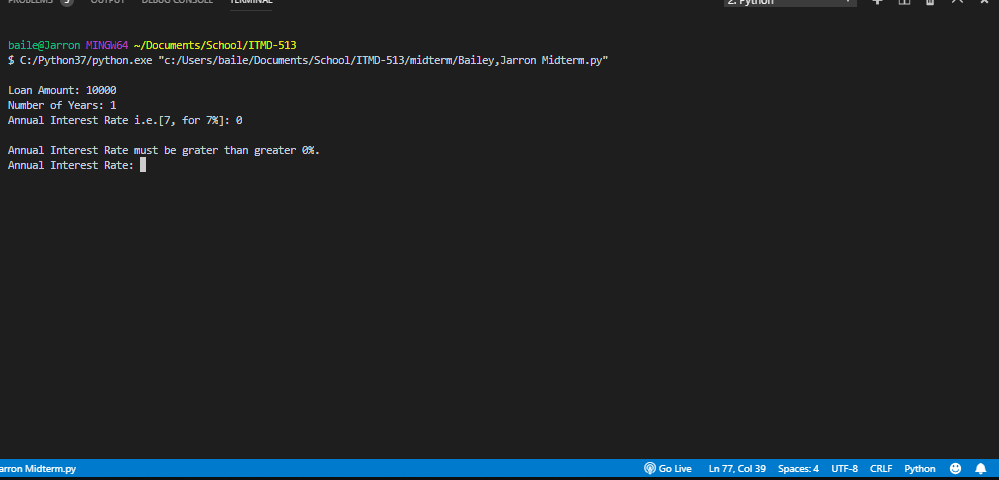 PROBLEMS 3 OUTPUT DEBUG CONSOLE TERMINAL 2: Python
baile@Jarron MINGW64 ~/Documents/School/ITMD-513
$ C:/Python37/python.exe "c:/Users/baile/Documents/School/ITMD-513/midterm/Bailey,Jarron Midterm.py"
Loan Amount: 10000
Number of Years: 1
Annual Interest Rate i.e.[7, for 7%]: 0
Annual Interest Rate must be grater than greater 0%.
Annual Interest Rate:
arron Midterm.py Go Live Ln 77, Col 39 Spaces: 4 UTF-8 CRLF Python